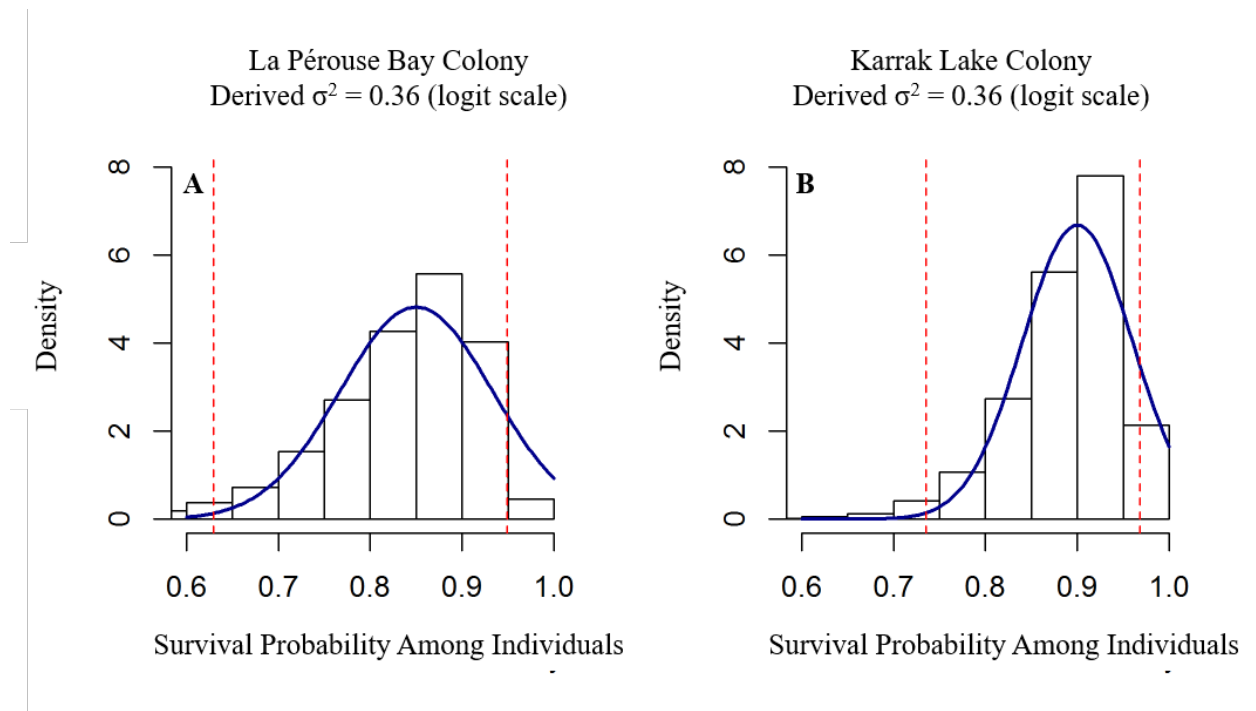 La Pérouse Bay Colony
Derived σ² = 0.36 (logit scale)
A
Density
8
6
4
2
0
0.6 0.7 0.8 0.9 1.0
Survival Probability Among Individuals
Karrak Lake Colony
Derived σ² = 0.36 (logit scale)
B
Density
8
6
4
2
0
0.6 0.7 0.8 0.9 1.0
Survival Probability Among Individuals